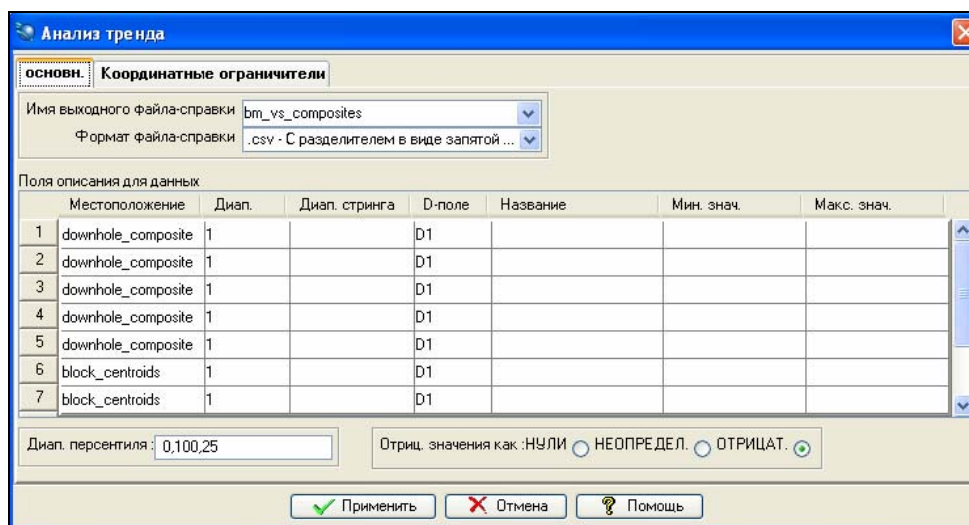 Анализ тренда
основн. Координатные ограничители
Имя выходного файла-справки bm_vs_composites
Формат файла-справки .csv - С разделителем в виде запятой ...
Поля описания для данных
Местоположение Диап. Диап. стринга D-поле Название Мин. знач. Макс. знач.
1 downhole_composite 1 D1
2 downhole_composite 1 D1
3 downhole_composite 1 D1
4 downhole_composite 1 D1
5 downhole_composite 1 D1
6 block_centroids 1 D1
7 block_centroids 1 D1
Диап. персентиля : 0,100,25 Отриц. значения как :НУЛИ НЕОПРЕДЕЛ. ОТРИЦАТ.
Применить Отмена Помощь